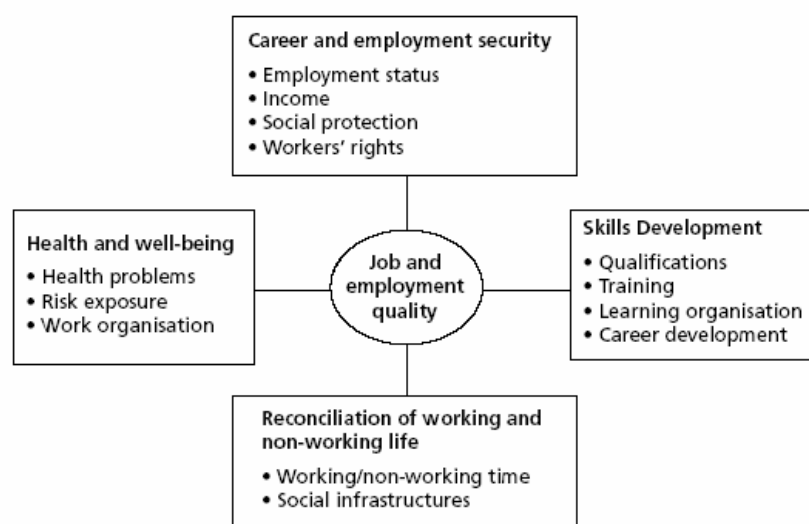 Career and employment security
• Employment status
• Income
• Social protection
• Workers' rights
Health and well-being
• Health problems
• Risk exposure
• Work organisation
Job and
employment
quality
Skills Development
• Qualifications
• Training
• Learning organisation
• Career development
Reconciliation of working and
non-working life
• Working/non-working time
• Social infrastructures